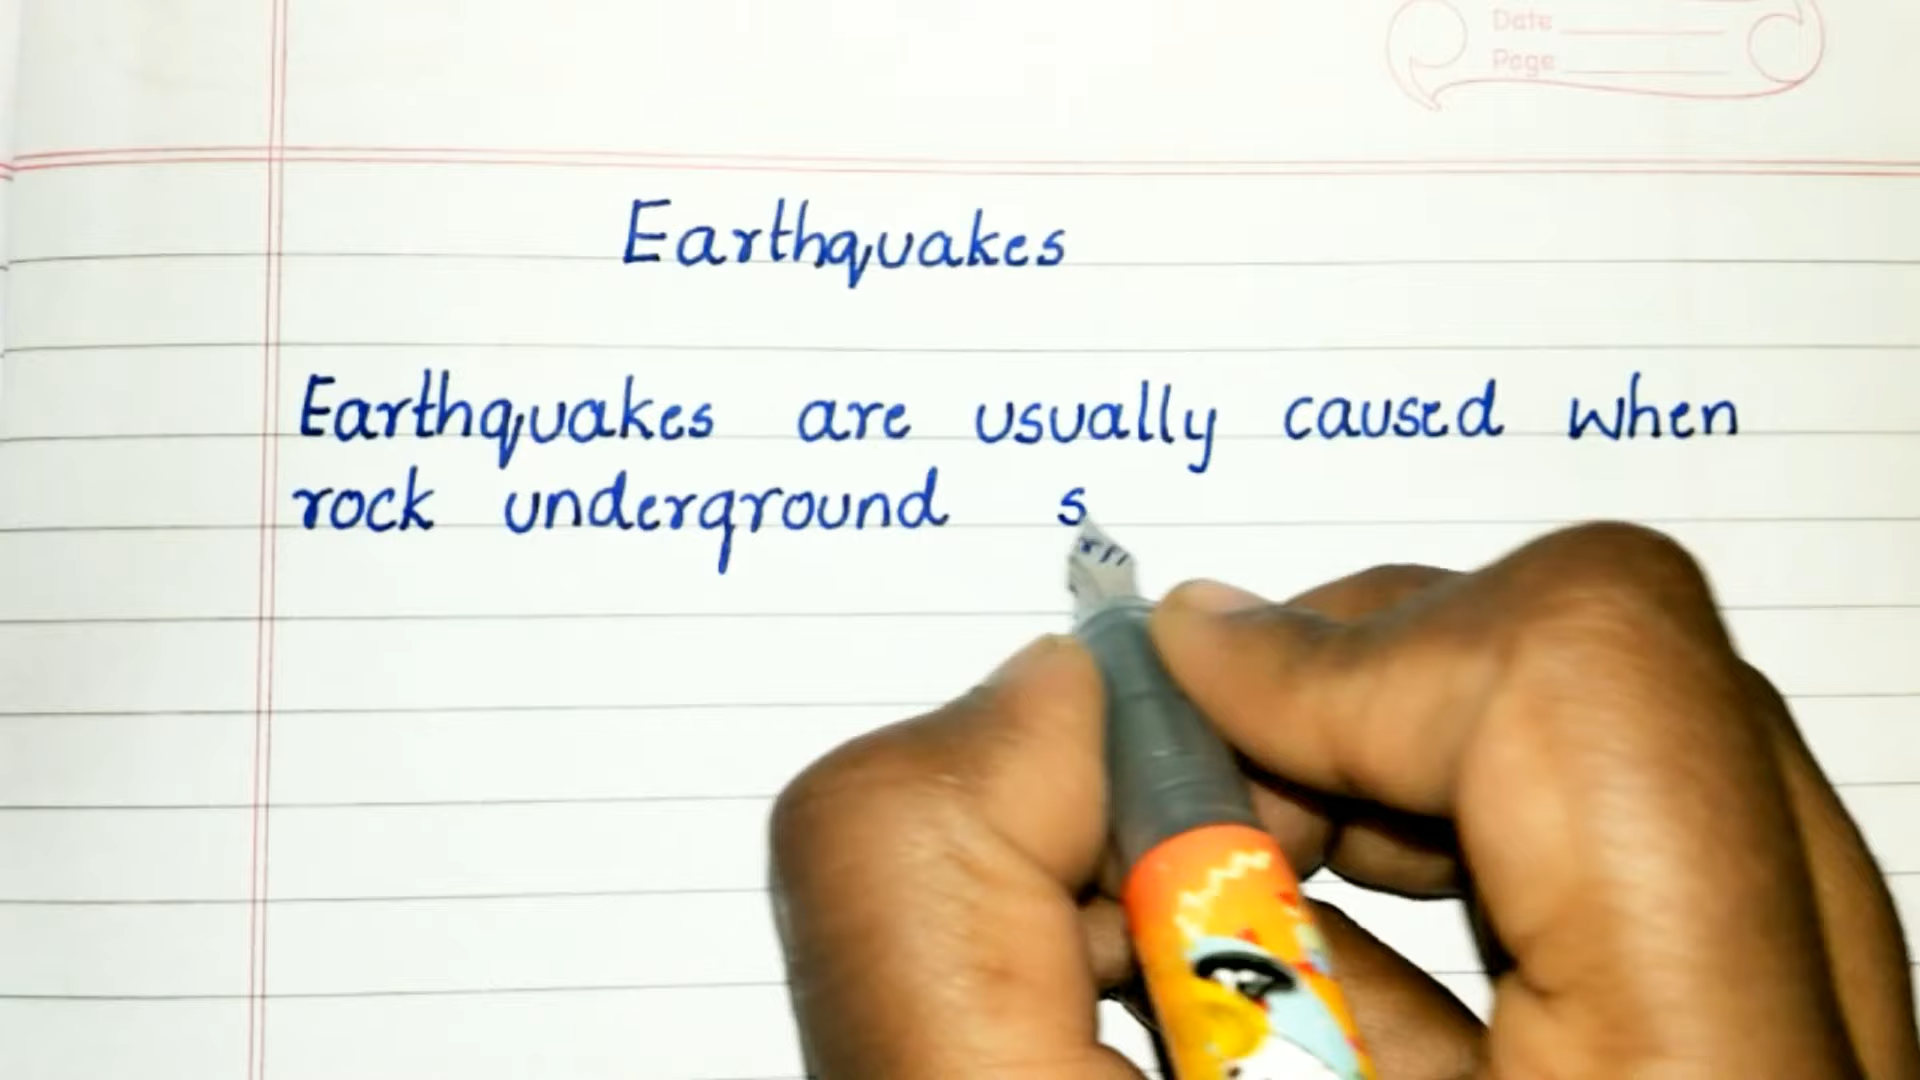 Date
Page
Earthquakes
Earthquakes are usually caused when
rock underground s